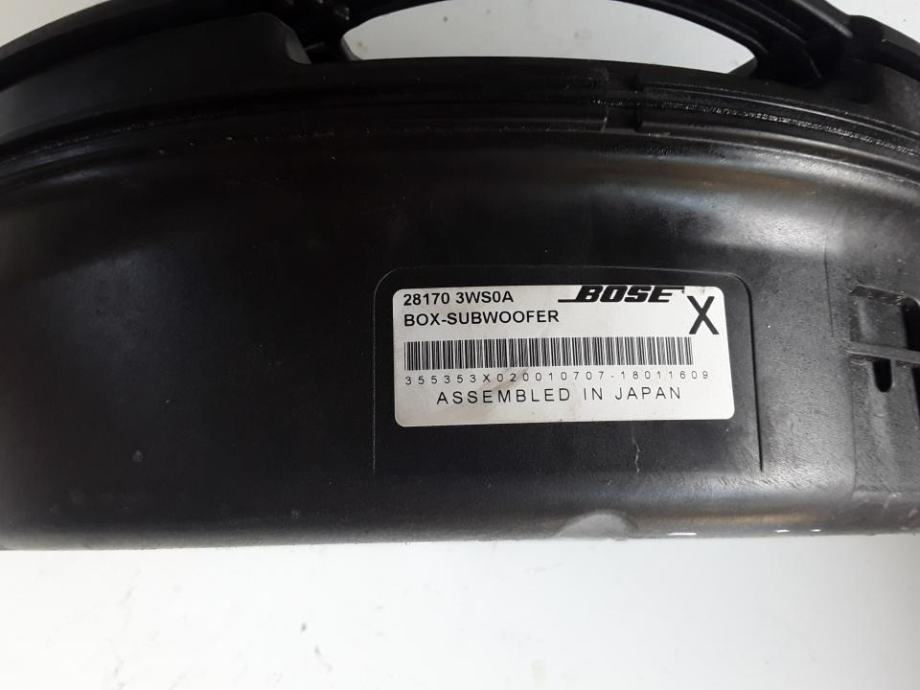 28170 3WS0A BOSE
BOX-SUBWOOFER X
355353X020010707-18011609
ASSEMBLED IN JAPAN